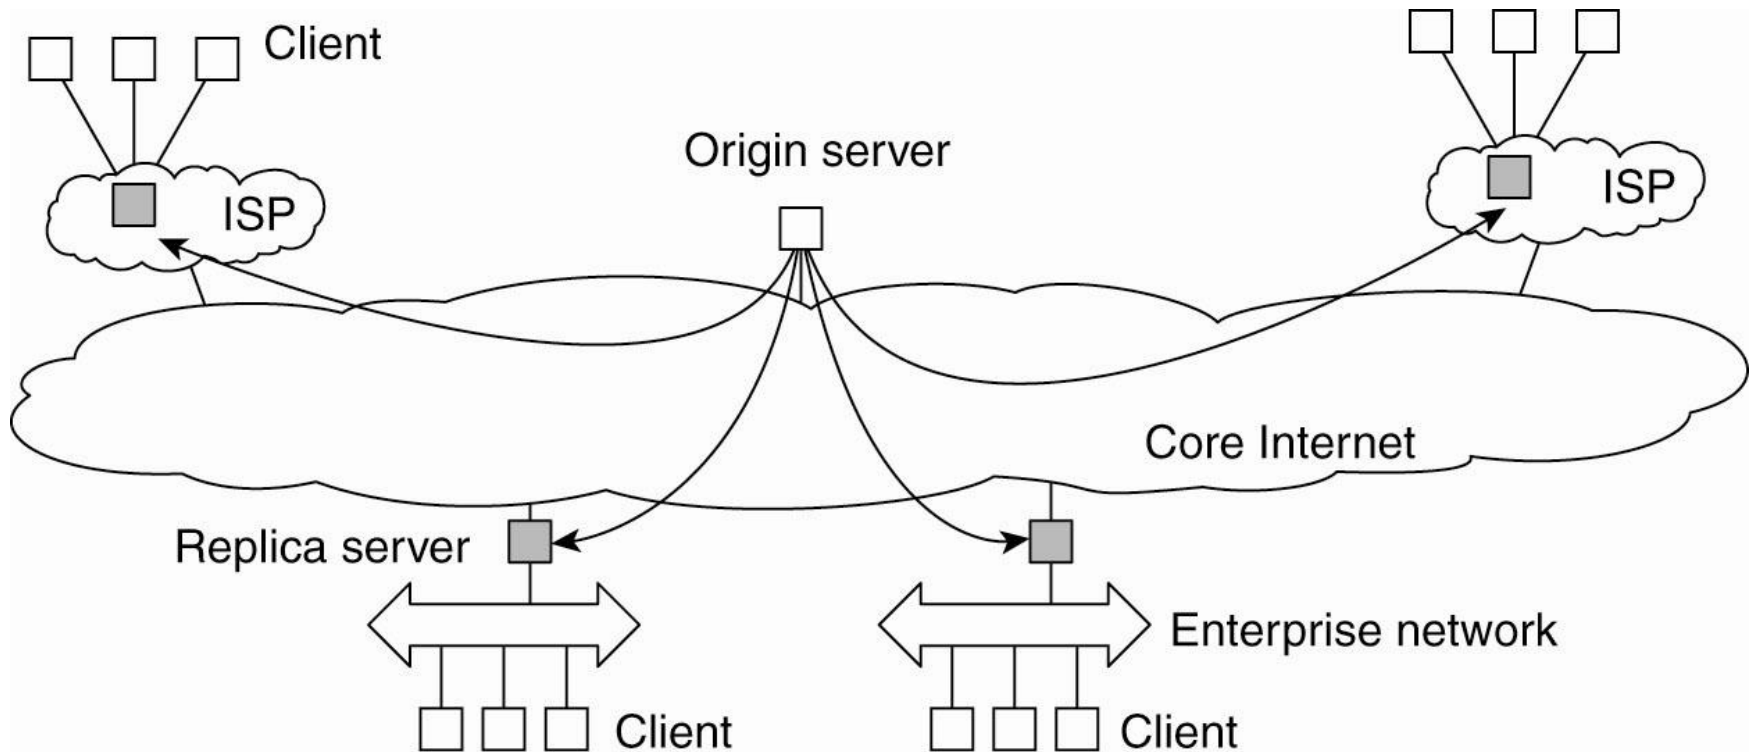 Client
Origin server
ISP
ISP
Core Internet
Replica server
Enterprise network
Client
Client